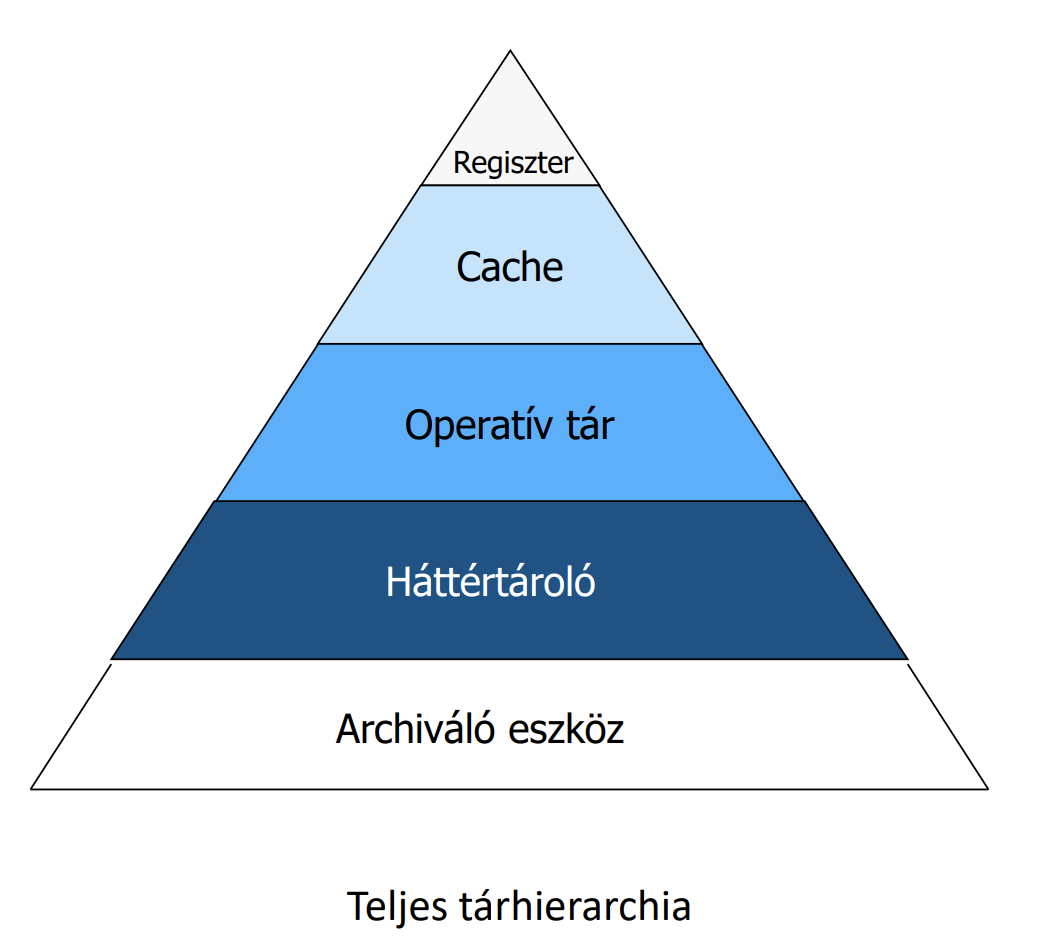 Regiszter
Cache
Operatív tár
Háttértároló
Archiváló eszköz
Teljes tárhierarchia